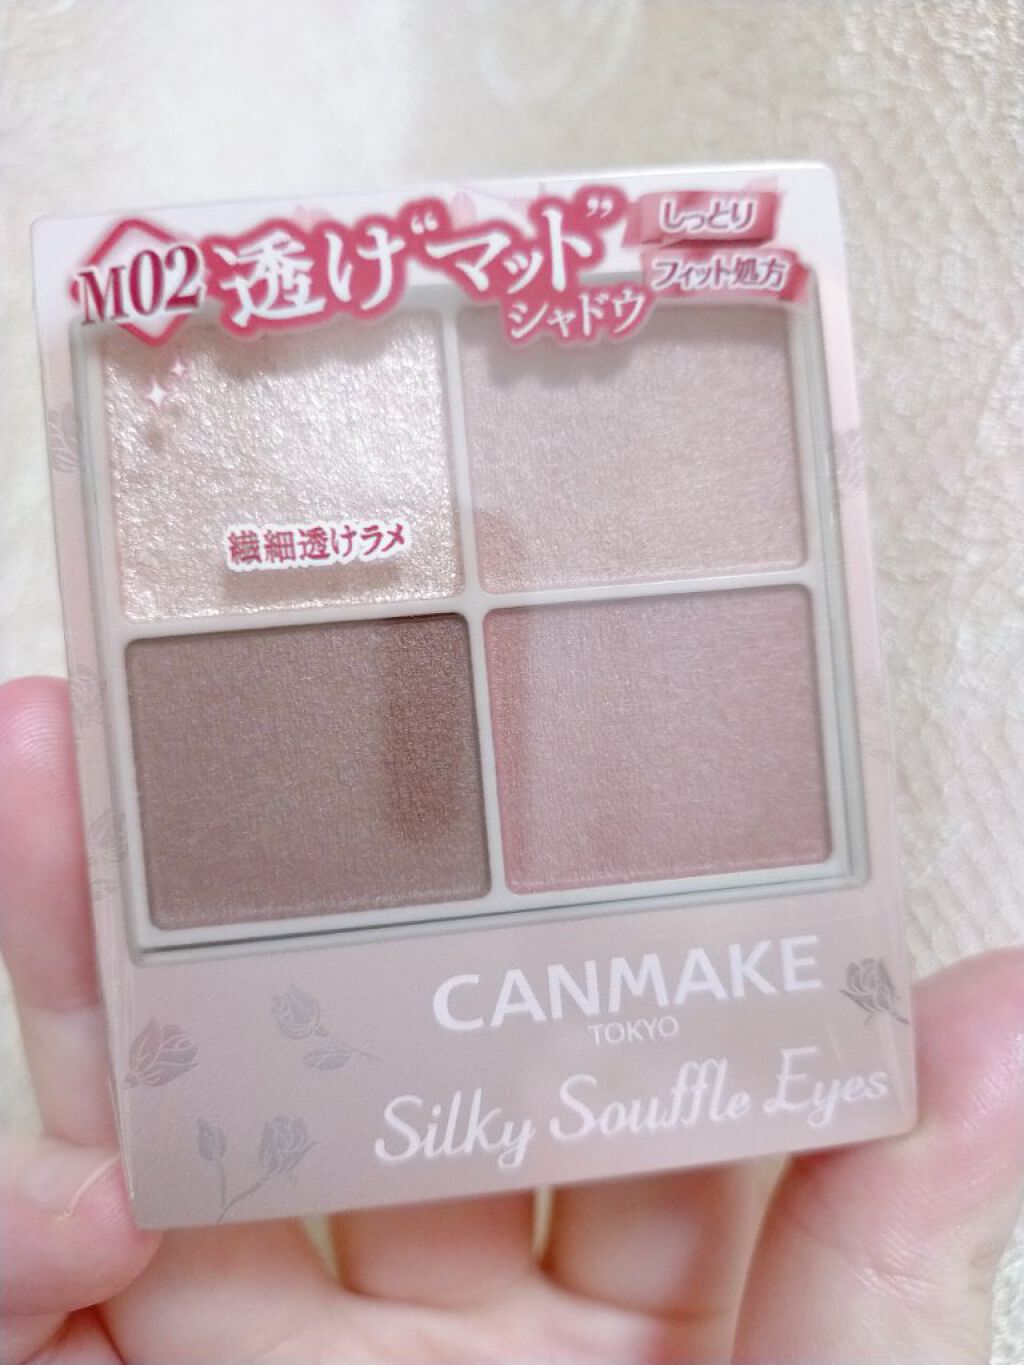 M02
透け“マット”
シャドウ
しっとり
フィット処方
繊細透けラメ
CANMAKE
TOKYO
Silky Souffle Eyes